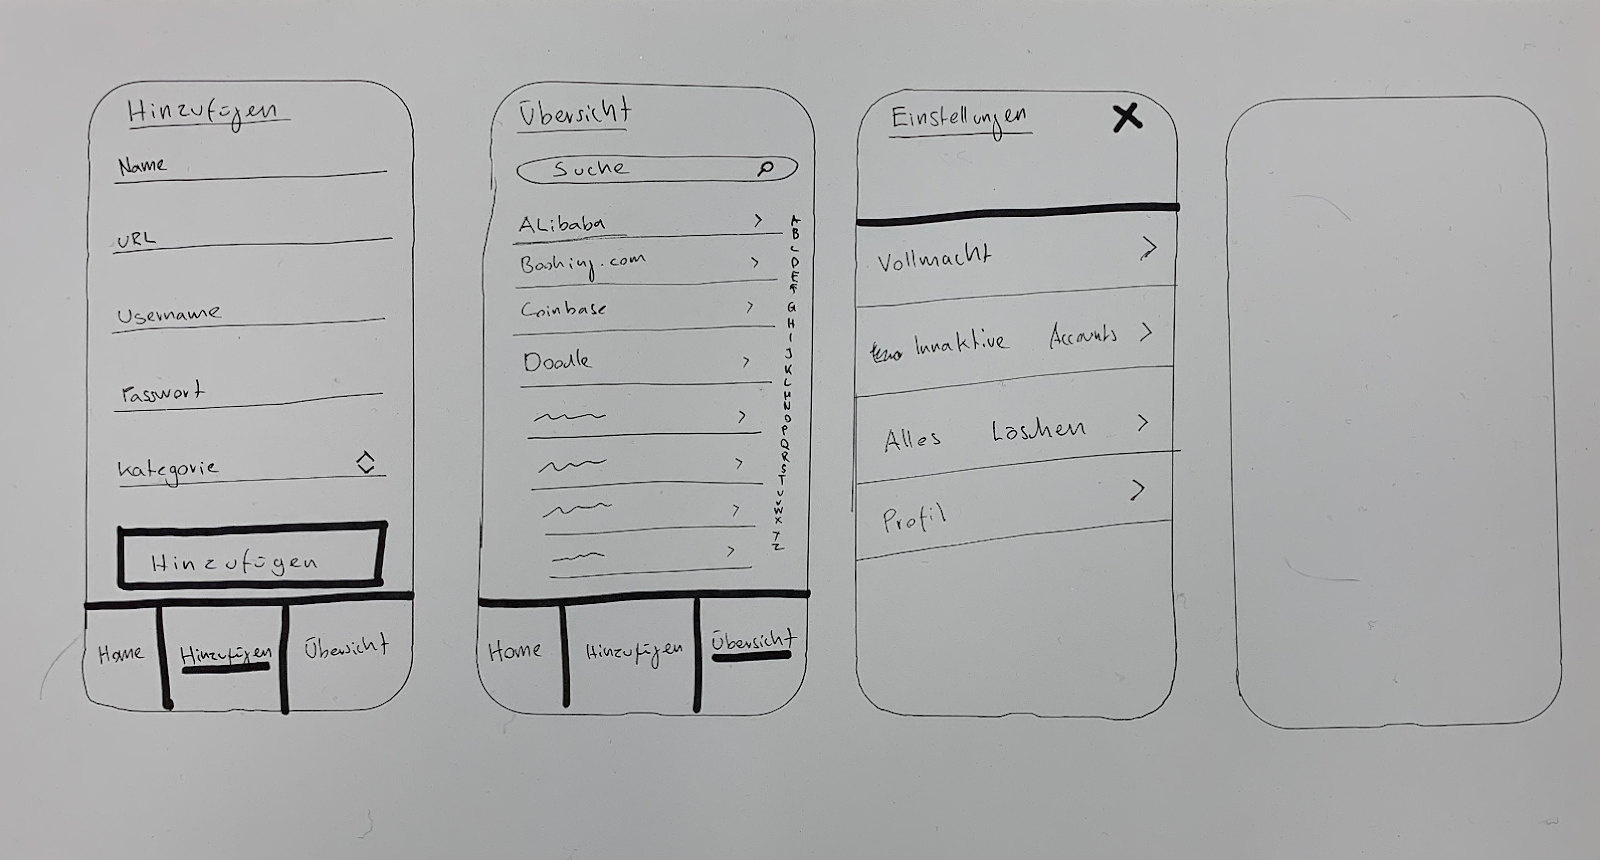 Hinzufügen
Name
URL
Username
Passwort
Kategorie
Hinzufügen
Home Hinzufügen Übersicht
Übersicht
Suche
ALibaba
Booking.com
Coinbase
Doodle
A
B
C
D
E
F
G
H
I
J
K
L
M
N
O
P
Q
R
S
T
U
V
W
X
Y
Z
Home Hinzufügen Übersicht
Einstellungen X
Vollmacht
Innaktive Accounts
Alles Löschen
Profil